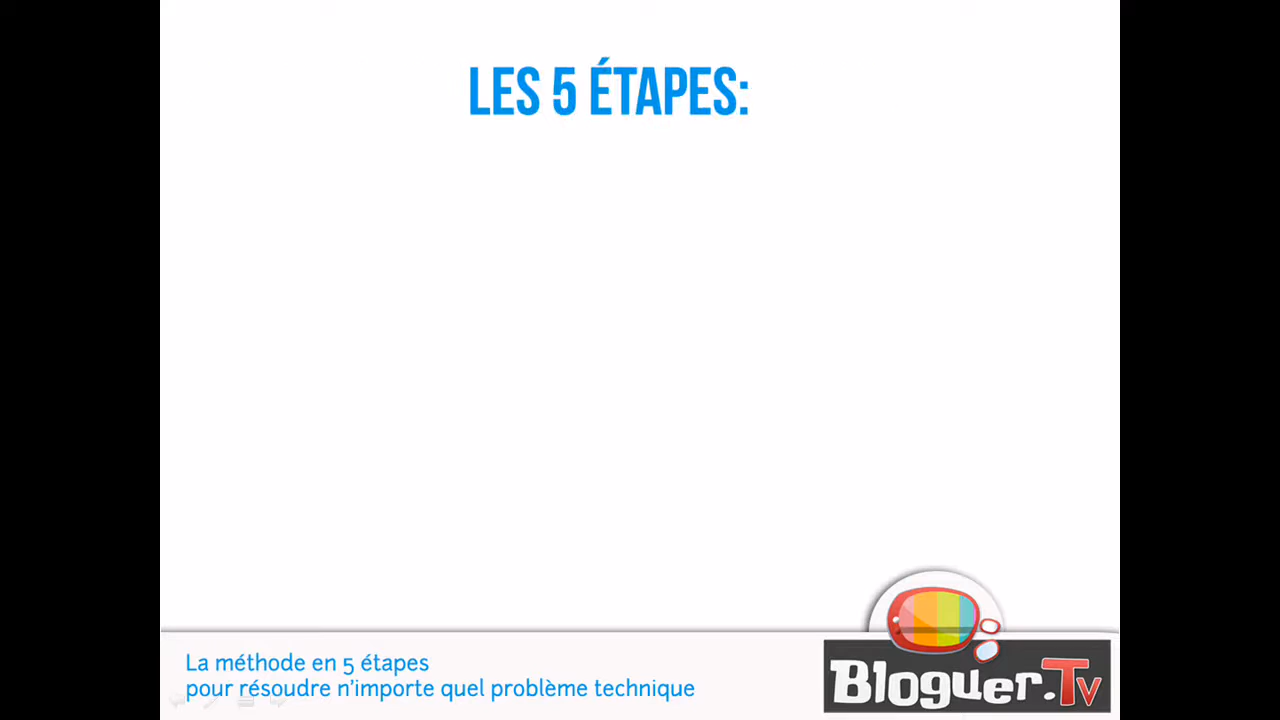 LES 5 ÉTAPES:
La méthode en 5 étapes
pour résoudre n'importe quel problème technique
Bloguer.Tv